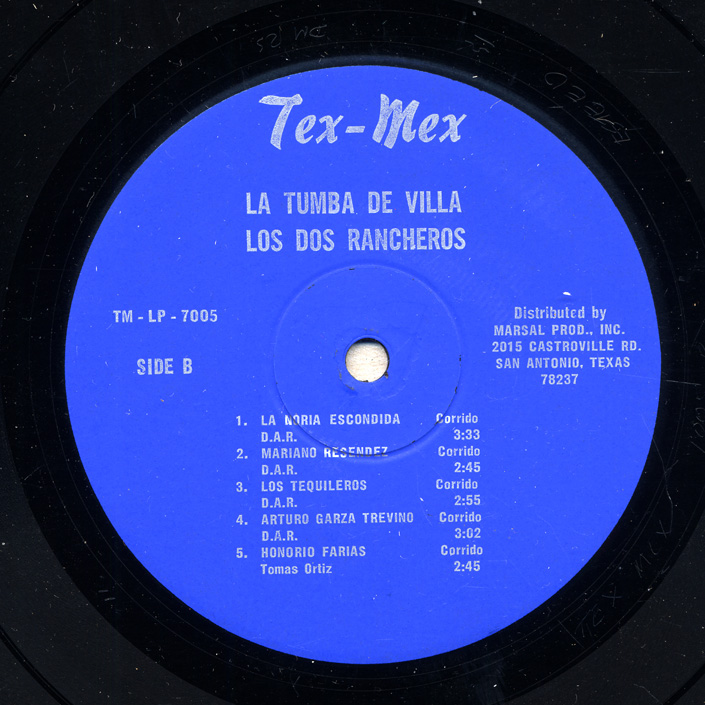 Tex-Mex
LA TUMBA DE VILLA
LOS DOS RANCHEROS
TM - LP - 7005
SIDE B
Distributed by
MARSAL PROD., INC.
2015 CASTROVILLE RD.
SAN ANTONIO, TEXAS
78237
1. LA NORIA ESCONDIDA Corrido
D.A.R. 3:33
2. MARIANO RESENDEZ Corrido
D.A.R. 2:45
3. LOS TEQUILEROS Corrido
D.A.R. 2:55
4. ARTURO GARZA TREVINO Corrido
D.A.R. 3:02
5. HONORIO FARIAS Corrido
Tomas Ortiz 2:45